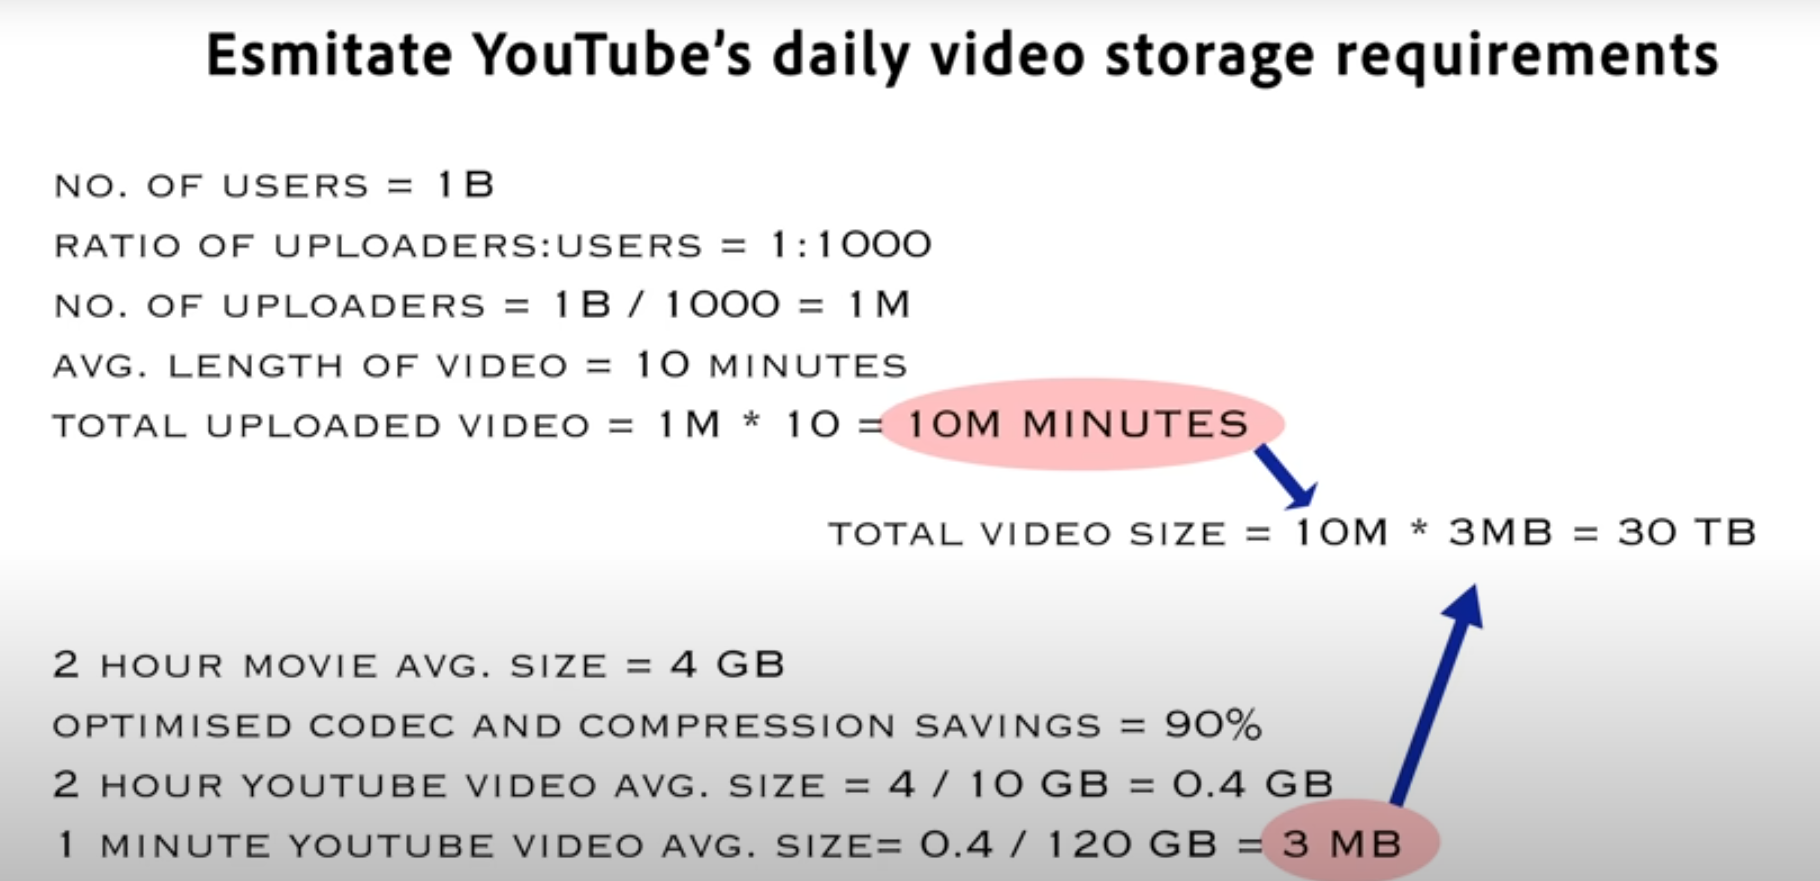 Esmitate YouTube's daily video storage requirements
NO. OF USERS = 1B
RATIO OF UPLOADERS:USERS = 1:1000
NO. OF UPLOADERS = 1B / 1000 = 1M
AVG. LENGTH OF VIDEO = 10 MINUTES
TOTAL UPLOADED VIDEO = 1M * 10 = 10M MINUTES
TOTAL VIDEO SIZE = 10M * 3MB = 30 TB
2 HOUR MOVIE AVG. SIZE = 4 GB
OPTIMISED CODEC AND COMPRESSION SAVINGS = 90%
2 HOUR YOUTUBE VIDEO AVG. SIZE = 4 / 10 GB = 0.4 GB
1 MINUTE YOUTUBE VIDEO AVG. SIZE= 0.4 / 120 GB = 3 MB